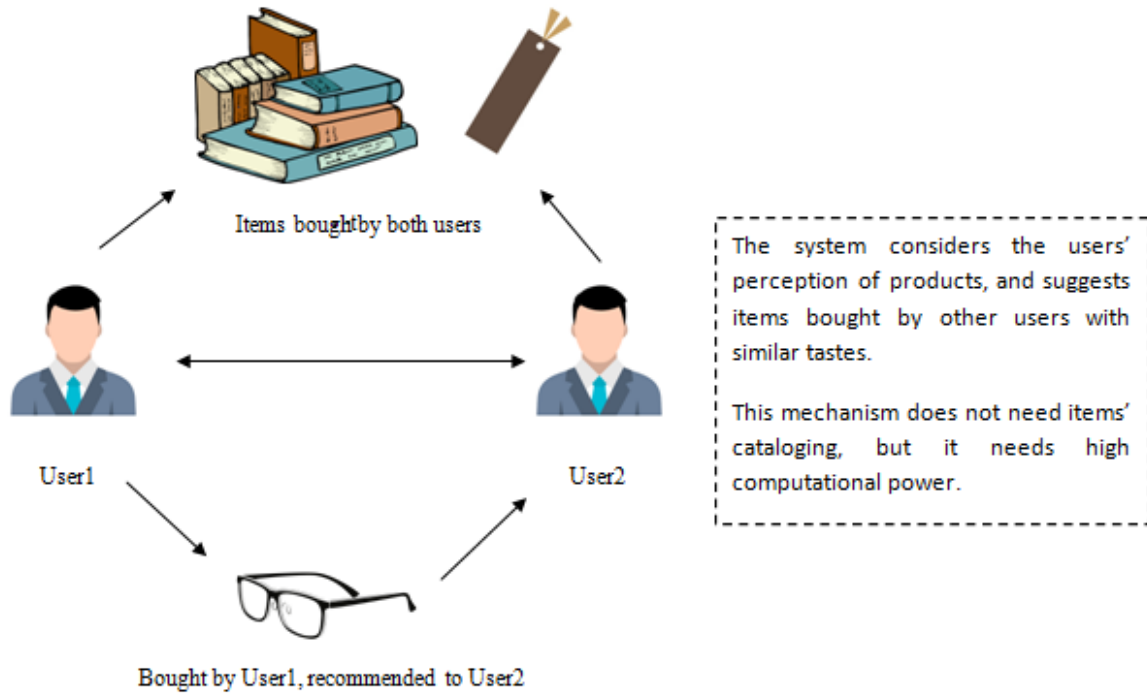 Items bought by both users
The system considers the users’
perception of products, and suggests
items bought by other users with
similar tastes.
This mechanism does not need items’
cataloging, but it needs high
computational power.
User1
User2
Bought by User1, recommended to User2